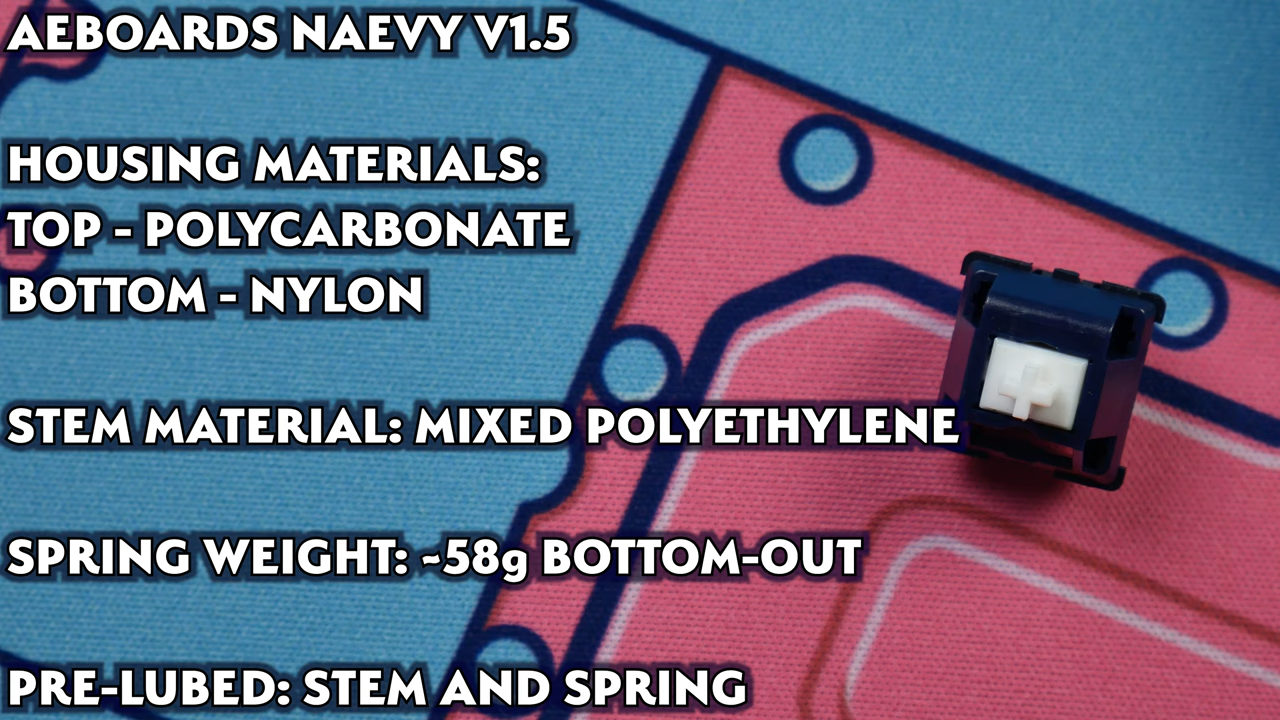 AEBOARDS NAEVY V1.5
HOUSING MATERIALS:
TOP - POLYCARBONATE
BOTTOM - NYLON
STEM MATERIAL: MIXED POLYETHYLENE
SPRING WEIGHT: ~58g BOTTOM-OUT
PRE-LUBED: STEM AND SPRING